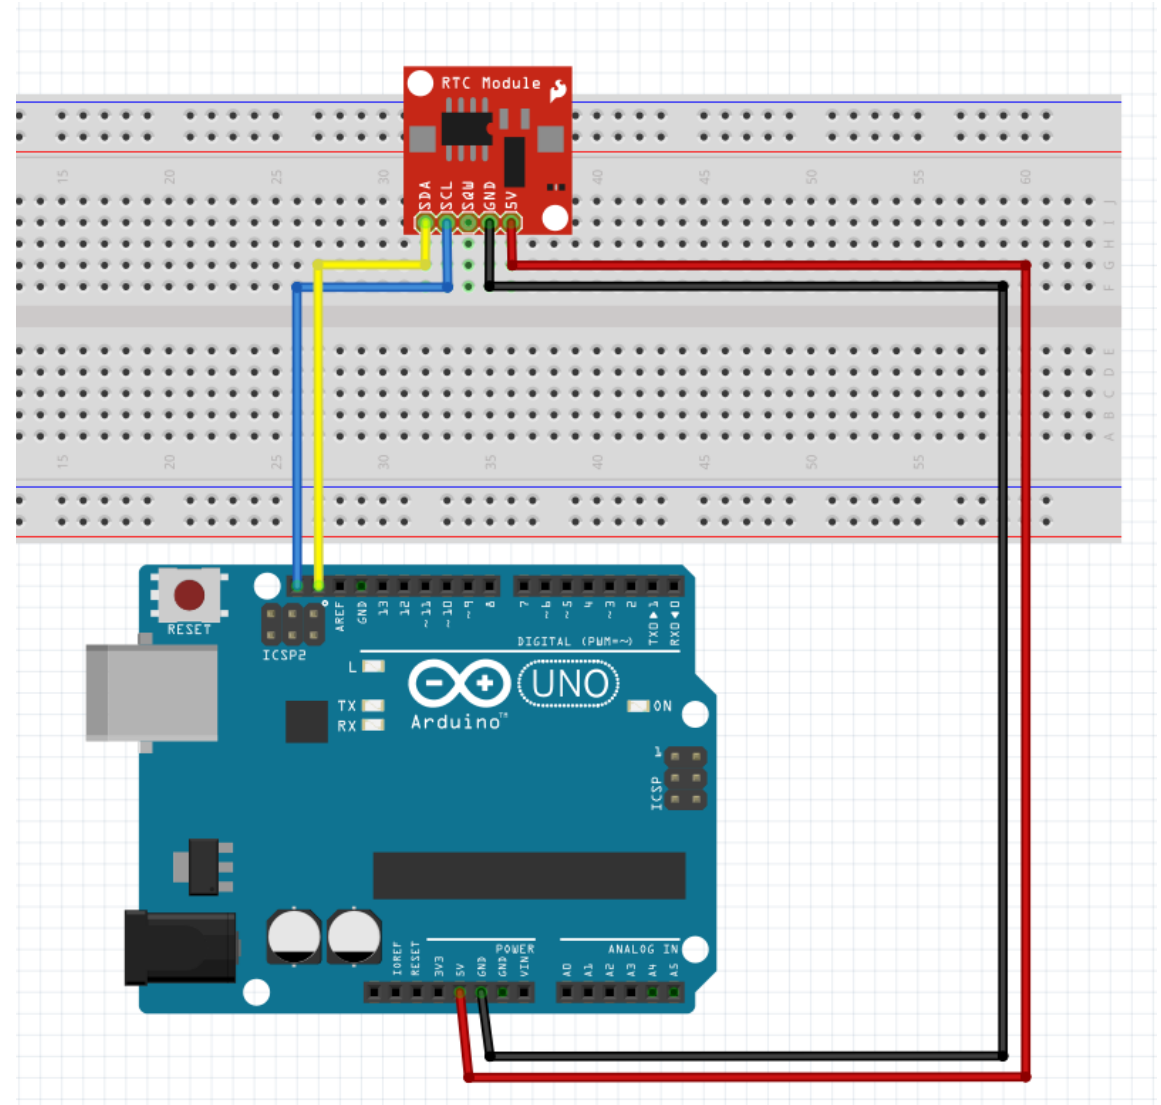 RTC Module
SDA
SCL
SQW
GND
5V
15 20 25 30 40 45 50 55 60
J
I
H
G
F
E
D
C
B
A
15 20 25 30 35 40 45 50 55
RESET
ICSP2
AREF
GND
13
12
~11
~10
~9
8
7
~6
~5
4
~3
2
TXD▶1
RXD◀0
DIGITAL (PWM=~)
L
TX
RX
UNO
Arduino™
ON
1
ICSP
POWER
ANALOG IN
IOREF
RESET
3V3
5V
GND
GND
VIN
A0
A1
A2
A3
A4
A5